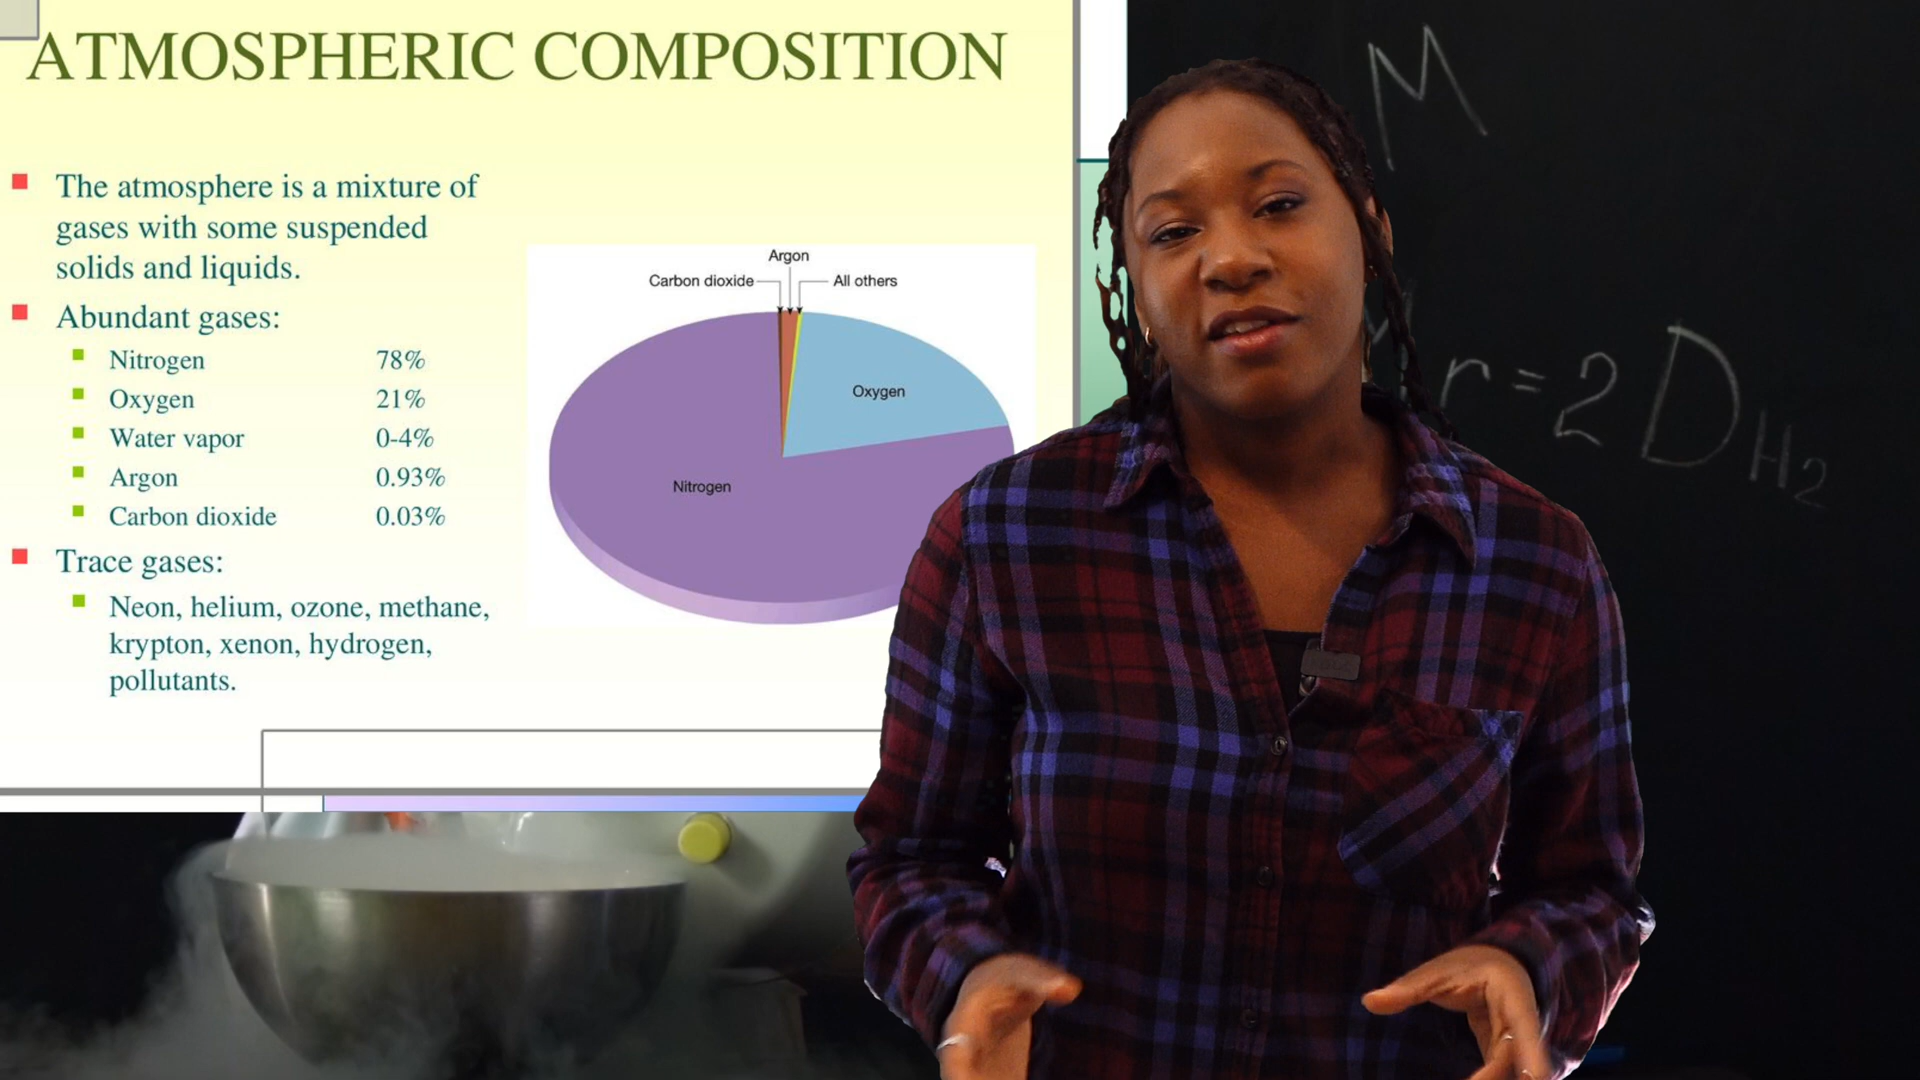 ATMOSPHERIC COMPOSITION
The atmosphere is a mixture of
gases with some suspended
solids and liquids.
Abundant gases:
Nitrogen 78%
Oxygen 21%
Water vapor 0-4%
Argon 0.93%
Carbon dioxide 0.03%
Trace gases:
Neon, helium, ozone, methane,
krypton, xenon, hydrogen,
pollutants.
Argon
Carbon dioxide
All others
Oxygen
Nitrogen
M
r = 2 D H2